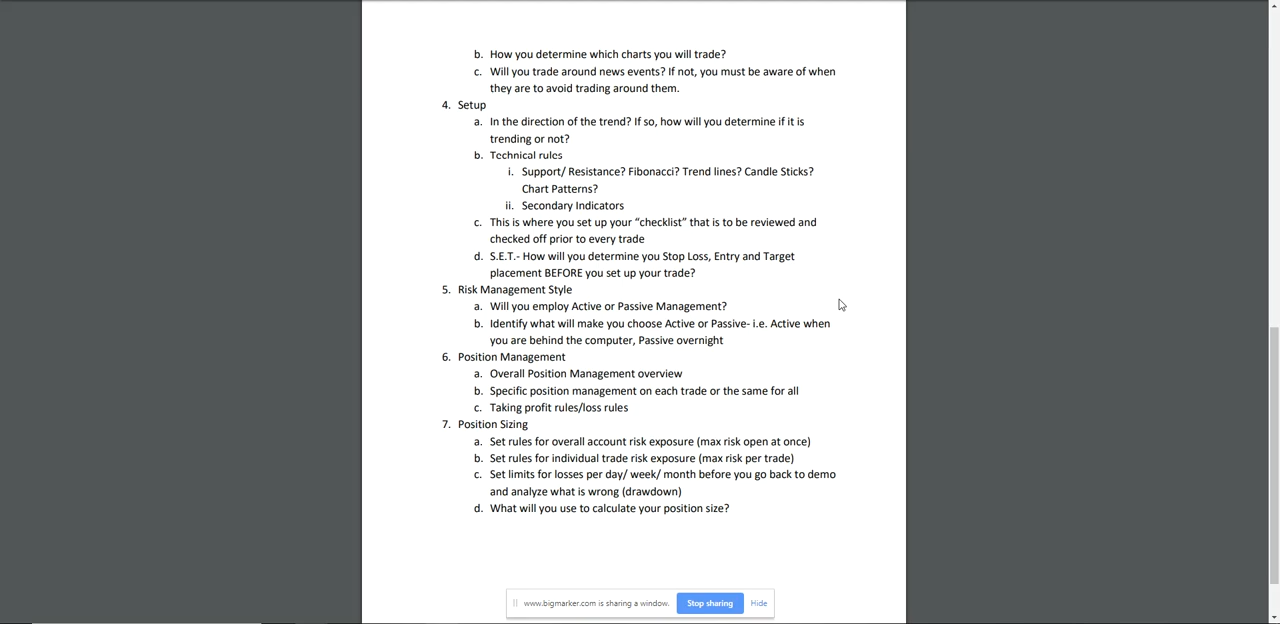 b. How you determine which charts you will trade?
c. Will you trade around news events? If not, you must be aware of when
they are to avoid trading around them.
4. Setup
a. In the direction of the trend? If so, how will you determine if it is
trending or not?
b. Technical rules
i. Support/ Resistance? Fibonacci? Trend lines? Candle Sticks?
Chart Patterns?
ii. Secondary Indicators
c. This is where you set up your “checklist” that is to be reviewed and
checked off prior to every trade
d. S.E.T.- How will you determine you Stop Loss, Entry and Target
placement BEFORE you set up your trade?
5. Risk Management Style
a. Will you employ Active or Passive Management?
b. Identify what will make you choose Active or Passive- i.e. Active when
you are behind the computer, Passive overnight
6. Position Management
a. Overall Position Management overview
b. Specific position management on each trade or the same for all
c. Taking profit rules/loss rules
7. Position Sizing
a. Set rules for overall account risk exposure (max risk open at once)
b. Set rules for individual trade risk exposure (max risk per trade)
c. Set limits for losses per day/ week/ month before you go back to demo
and analyze what is wrong (drawdown)
d. What will you use to calculate your position size?
www.bigmarker.com is sharing a window. Stop sharing Hide